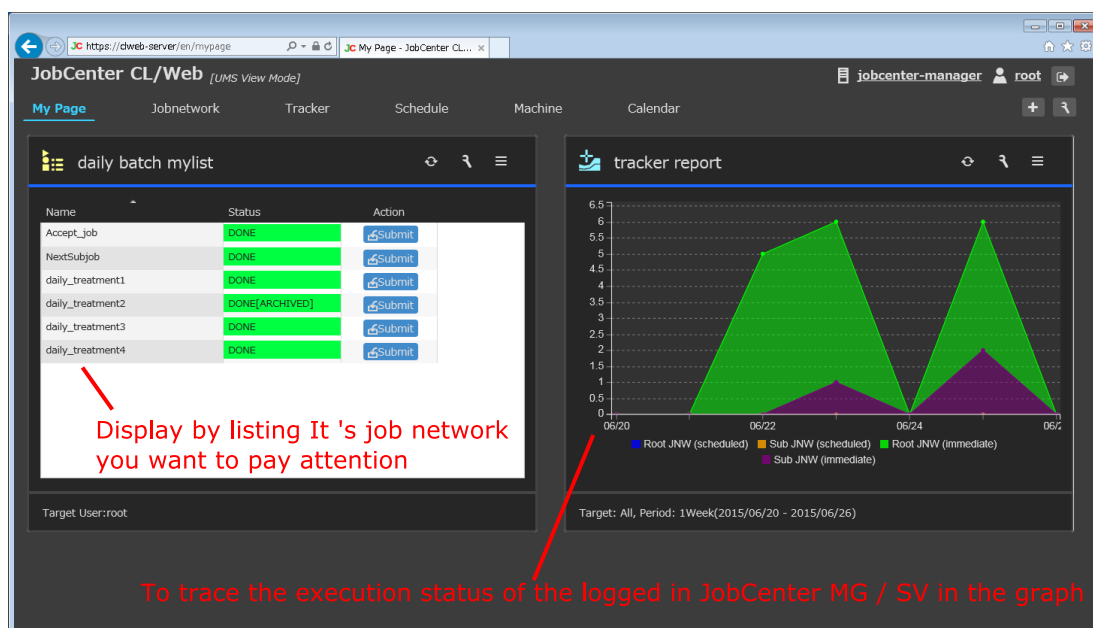 JC https://clweb-server/en/mypage
JC My Page - JobCenter CL... ×
JobCenter CL/Web [UMS View Mode]
jobcenter-manager root
My Page Jobnetwork Tracker Schedule Machine Calendar
daily batch mylist
Name Status Action
Accept_job DONE Submit
NextSubjob DONE Submit
daily_treatment1 DONE Submit
daily_treatment2 DONE[ARCHIVED] Submit
daily_treatment3 DONE Submit
daily_treatment4 DONE Submit
Display by listing It 's job network
you want to pay attention
Target User:root
tracker report
6.5
6
5.5
5
4.5
4
3.5
3
2.5
2
1.5
1
0.5
0
06/20 06/22 06/24 06/2
Root JNW (scheduled) Sub JNW (scheduled) Root JNW (immediate)
Sub JNW (immediate)
Target: All, Period: 1Week(2015/06/20 - 2015/06/26)
To trace the execution status of the logged in JobCenter MG / SV in the graph